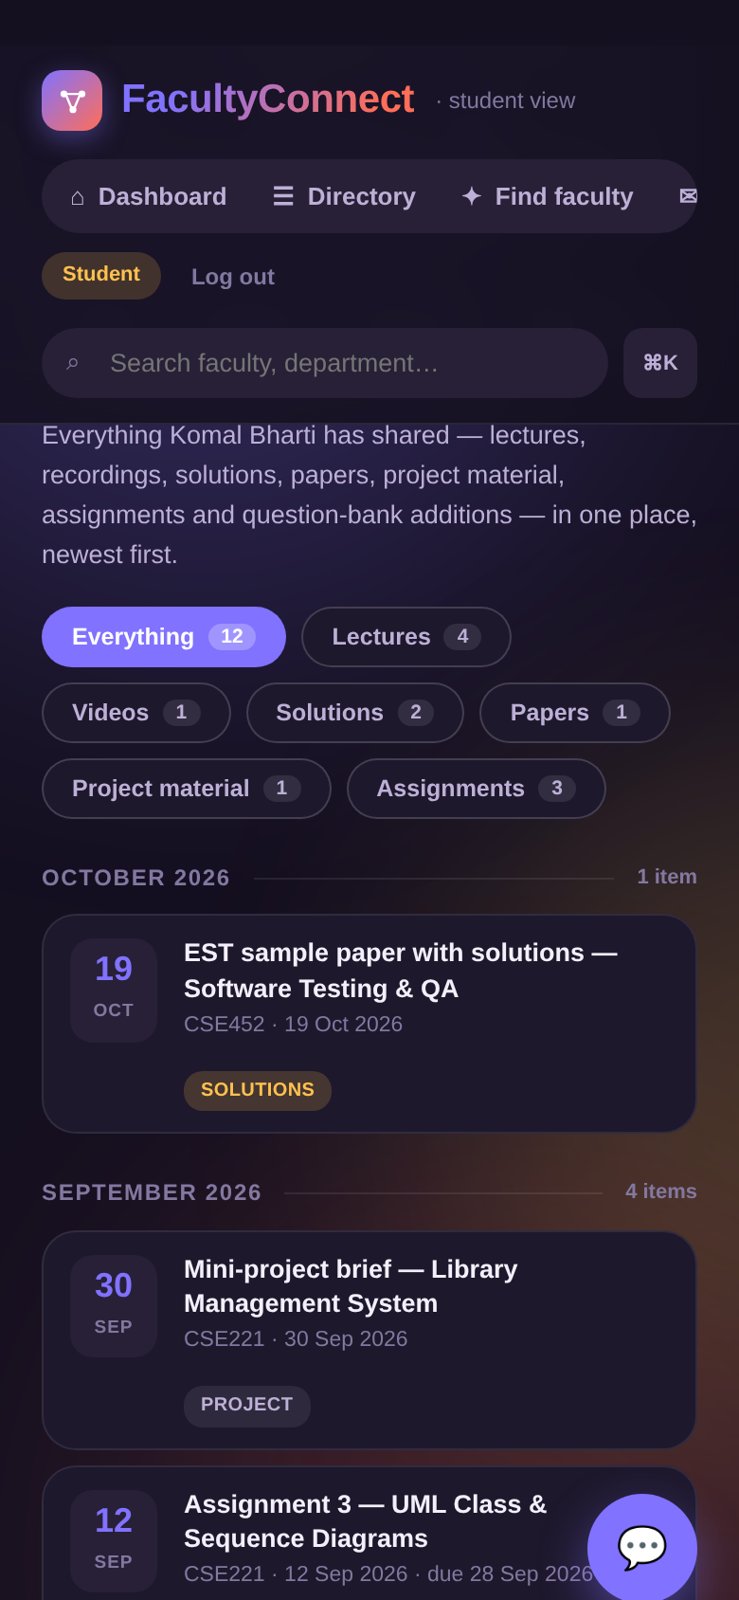 FacultyConnect · student view
⌂ Dashboard ☰ Directory ✦ Find faculty ✉
Student Log out
Search faculty, department… ⌘K
Everything Komal Bharti has shared — lectures,
recordings, solutions, papers, project material,
assignments and question-bank additions — in one place,
newest first.
Everything 12 Lectures 4
Videos 1 Solutions 2 Papers 1
Project material 1 Assignments 3
OCTOBER 2026 1 item
19
OCT
EST sample paper with solutions —
Software Testing & QA
CSE452 · 19 Oct 2026
SOLUTIONS
SEPTEMBER 2026 4 items
30
SEP
Mini-project brief — Library
Management System
CSE221 · 30 Sep 2026
PROJECT
12
SEP
Assignment 3 — UML Class &
Sequence Diagrams
CSE221 · 12 Sep 2026 · due 28 Sep 2026